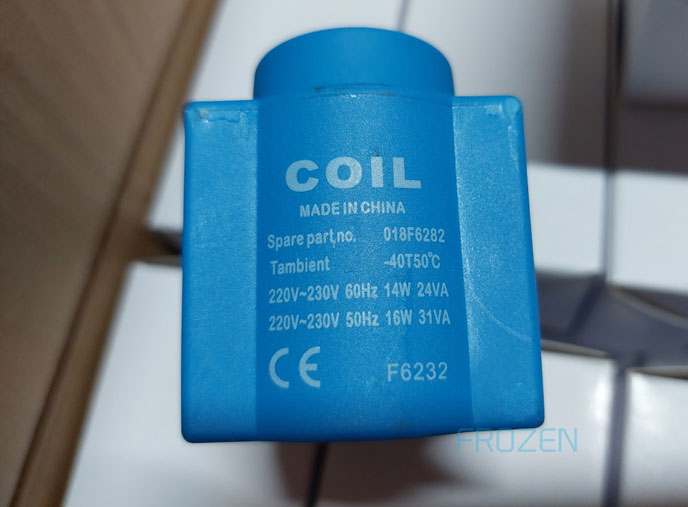 COIL
MADE IN CHINA
Spare part,no. 018F6282
Tambient -40T50℃
220V~230V 60Hz 14W 24VA
220V~230V 50Hz 16W 31VA
CE F6232
FROZEN